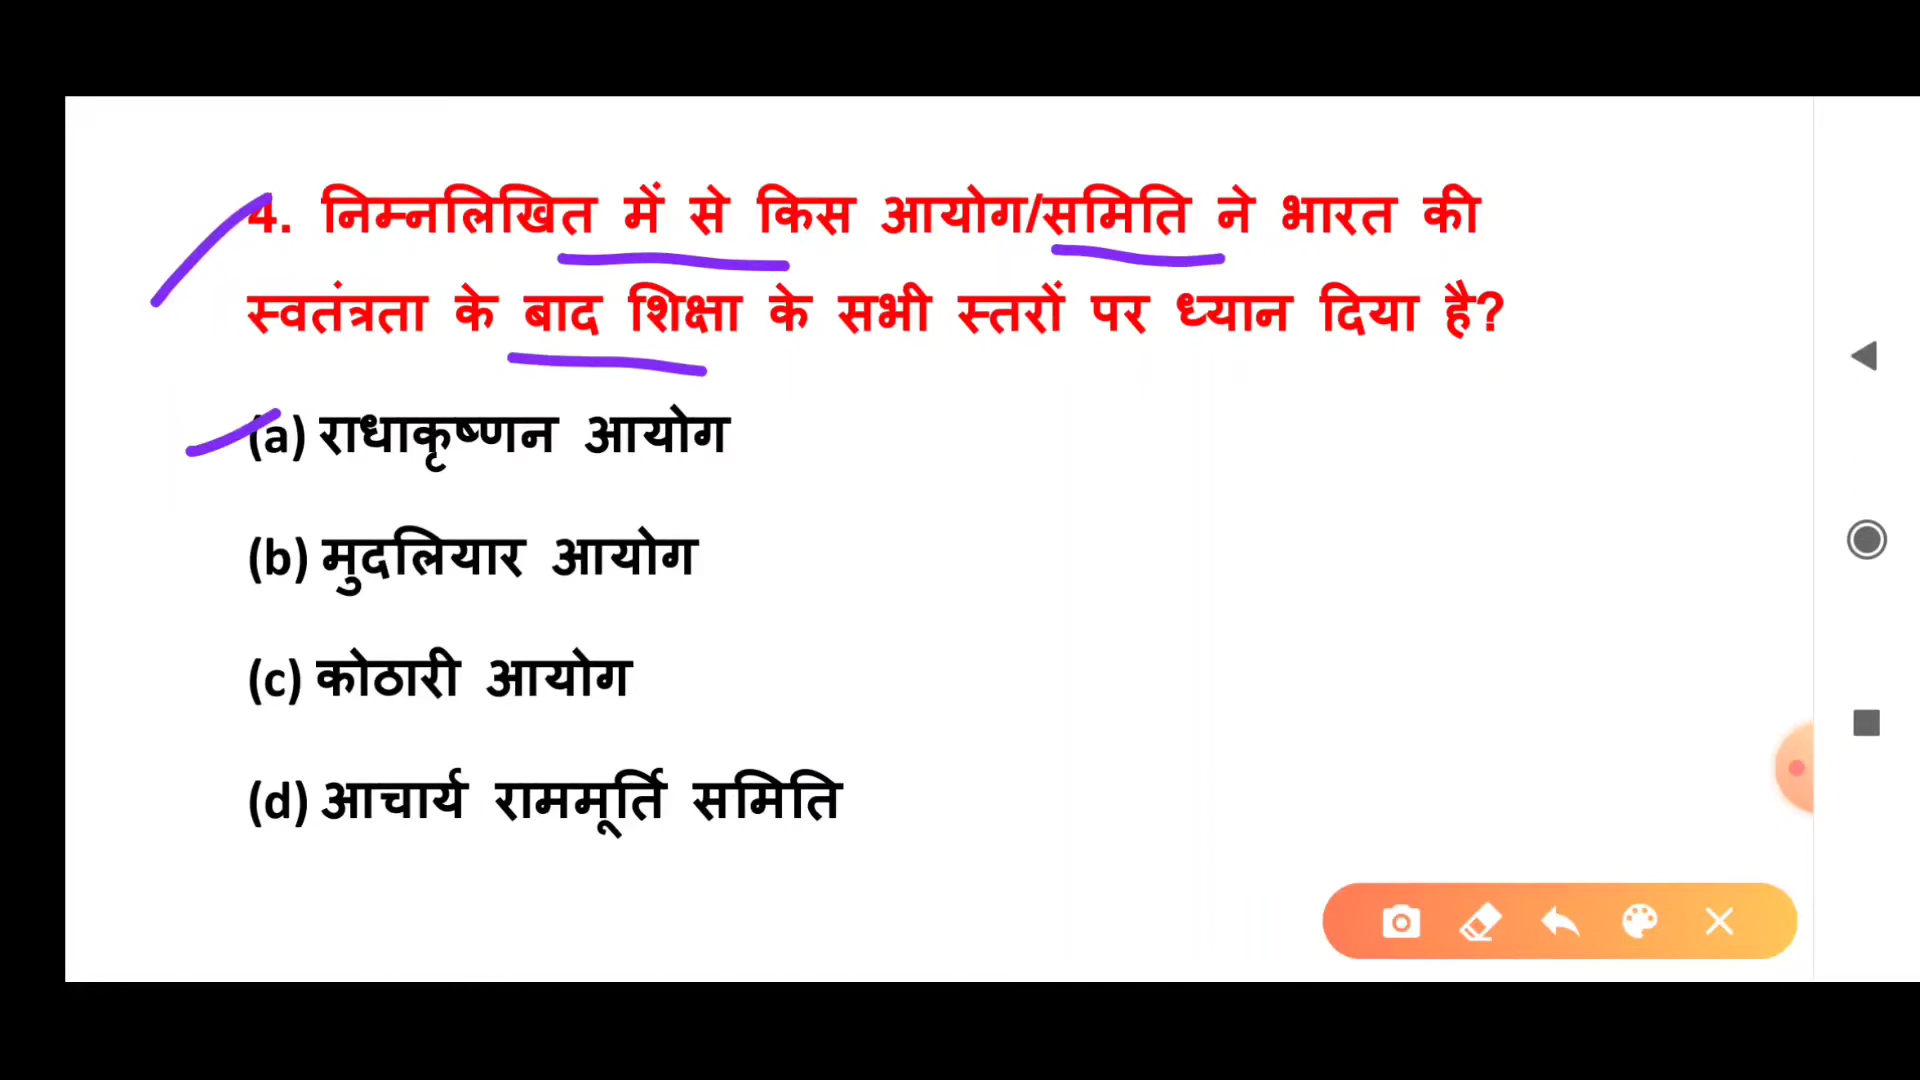 4. निम्नलिखित में से किस आयोग/समिति ने भारत की
स्वतंत्रता के बाद शिक्षा के सभी स्तरों पर ध्यान दिया है?
(a) राधाकृष्णन आयोग
(b) मुदलियार आयोग
(c) कोठारी आयोग
(d) आचार्य राममूर्ति समिति